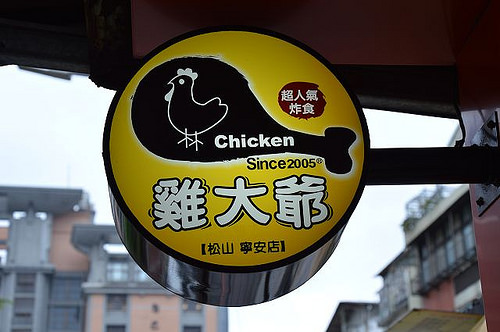 超人氣
炸食
Chicken
Since2005®
雞大爺
【松山 寧安店】